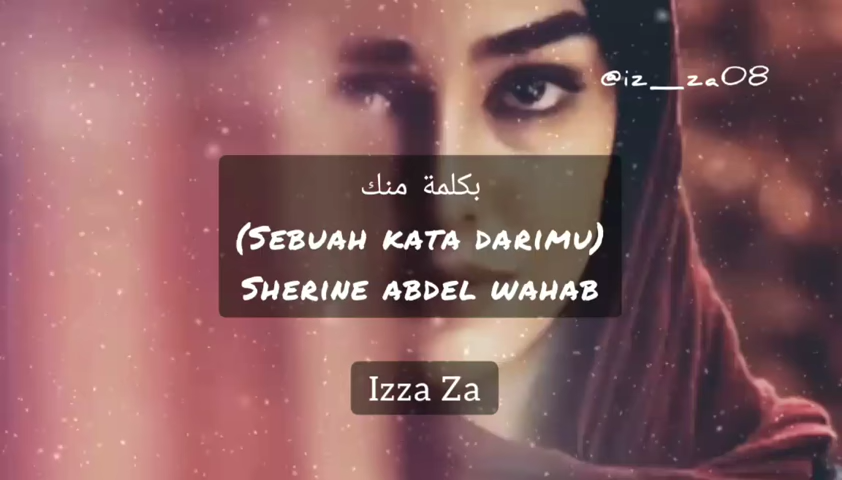 @iz__za08
بكلمة منك
(Sebuah kata darimu)
Sherine abdel wahab
Izza Za